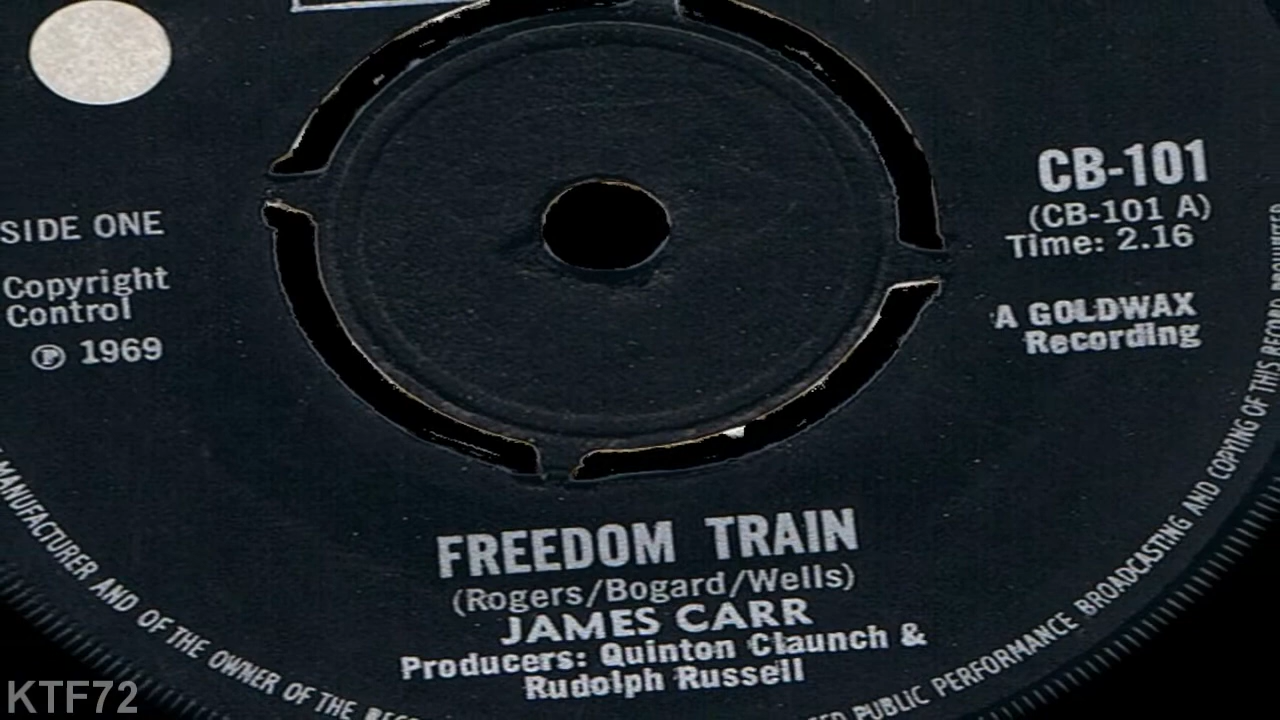 SIDE ONE
Copyright
Control
Ⓟ 1969
CB-101
(CB-101 A)
Time: 2.16
A GOLDWAX
Recording
FREEDOM TRAIN
(Rogers/Bogard/Wells)
JAMES CARR
Producers: Quinton Claunch &
Rudolph Russell
MANUFACTURER AND OF THE OWNER OF THE
PUBLIC PERFORMANCE BROADCASTING AND COPYING OF THIS RECORD PROHIBITED
KTF72